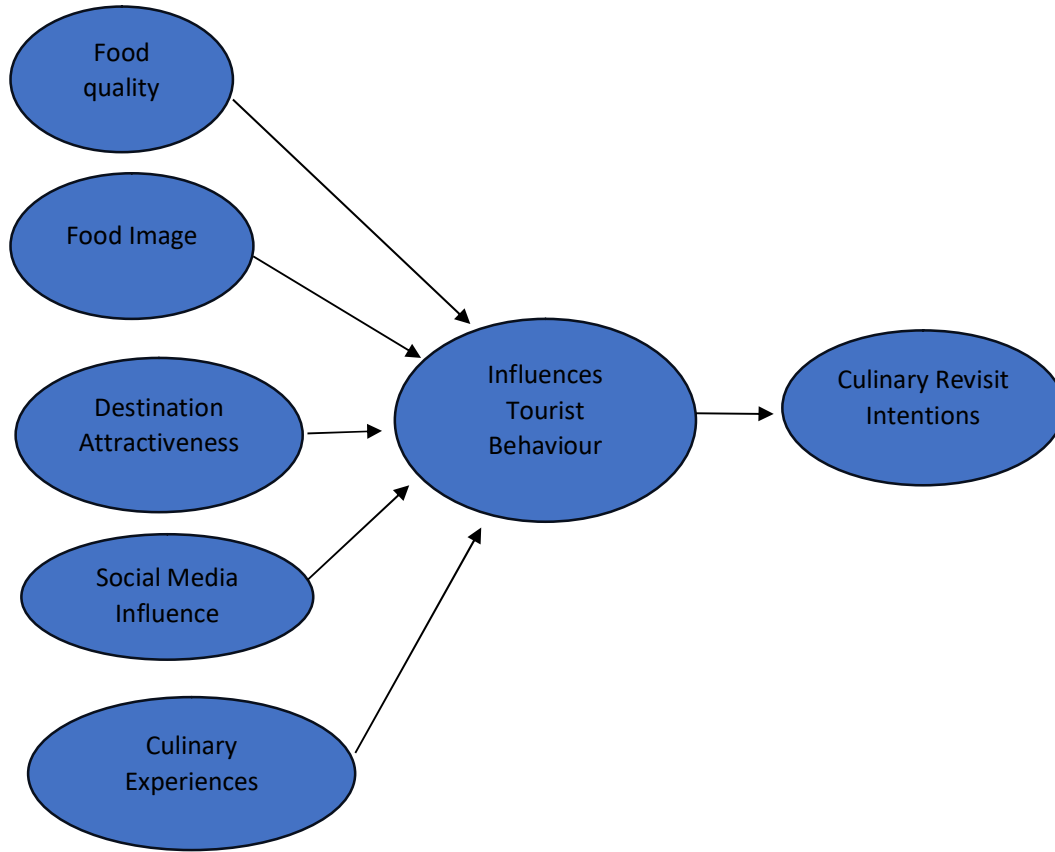 Food
quality
Food Image
Destination
Attractiveness
Social Media
Influence
Culinary
Experiences
Influences
Tourist
Behaviour
Culinary Revisit
Intentions